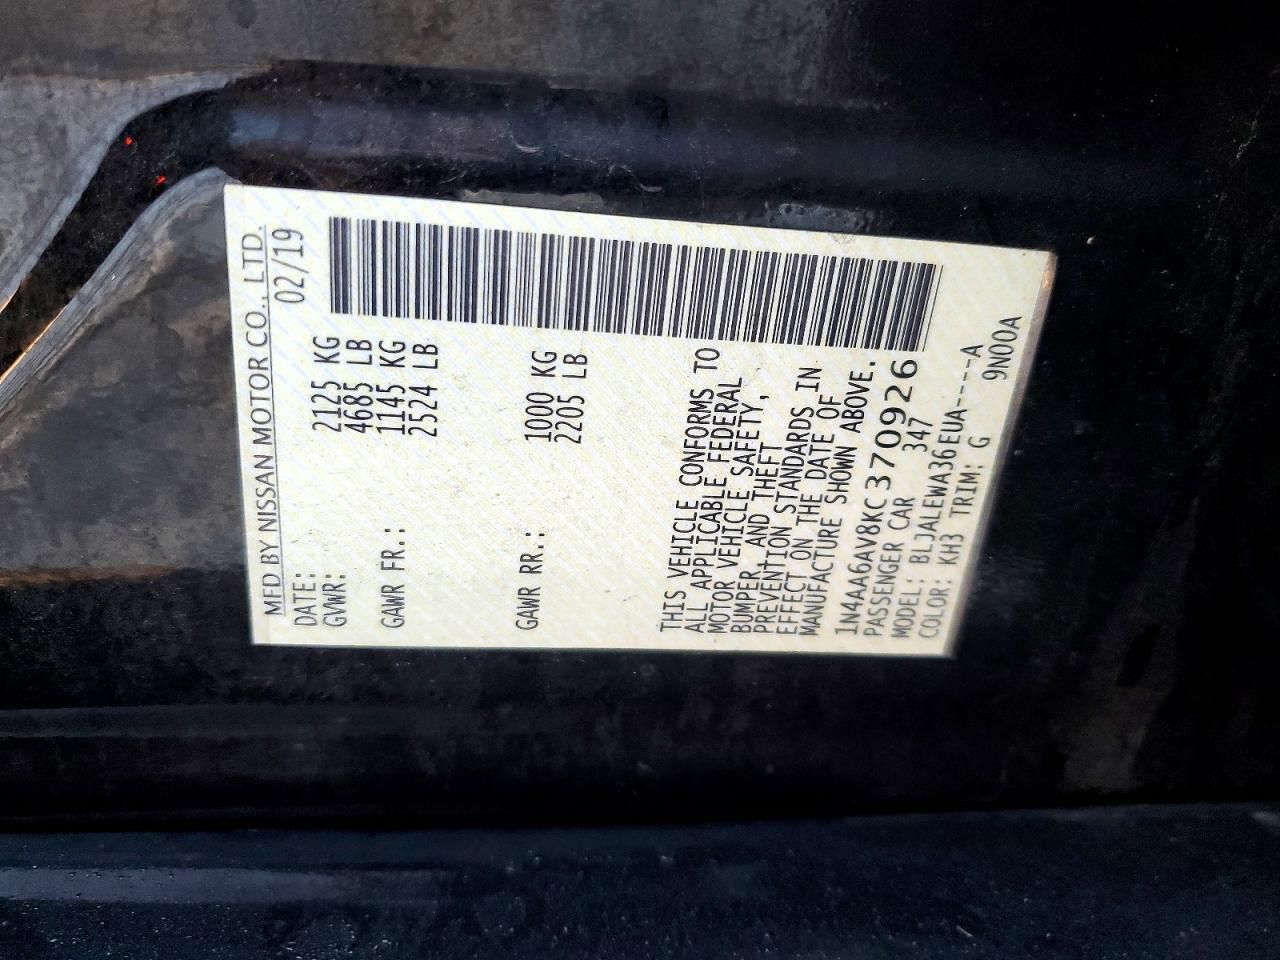 MFD BY NISSAN MOTOR CO., LTD.
DATE: 02/19
GVWR: 2125 KG
4685 LB
GAWR FR.: 1145 KG
2524 LB
GAWR RR.: 1000 KG
2205 LB
THIS VEHICLE CONFORMS TO
ALL APPLICABLE FEDERAL
MOTOR VEHICLE SAFETY,
BUMPER, AND THEFT
PREVENTION STANDARDS IN
EFFECT ON THE DATE OF
MANUFACTURE SHOWN ABOVE.
1N4AA6AV8KC370926
PASSENGER CAR 347
MODEL: BLJALEWA36EUA-----A
COLOR: KH3 TRIM: G 9N00A